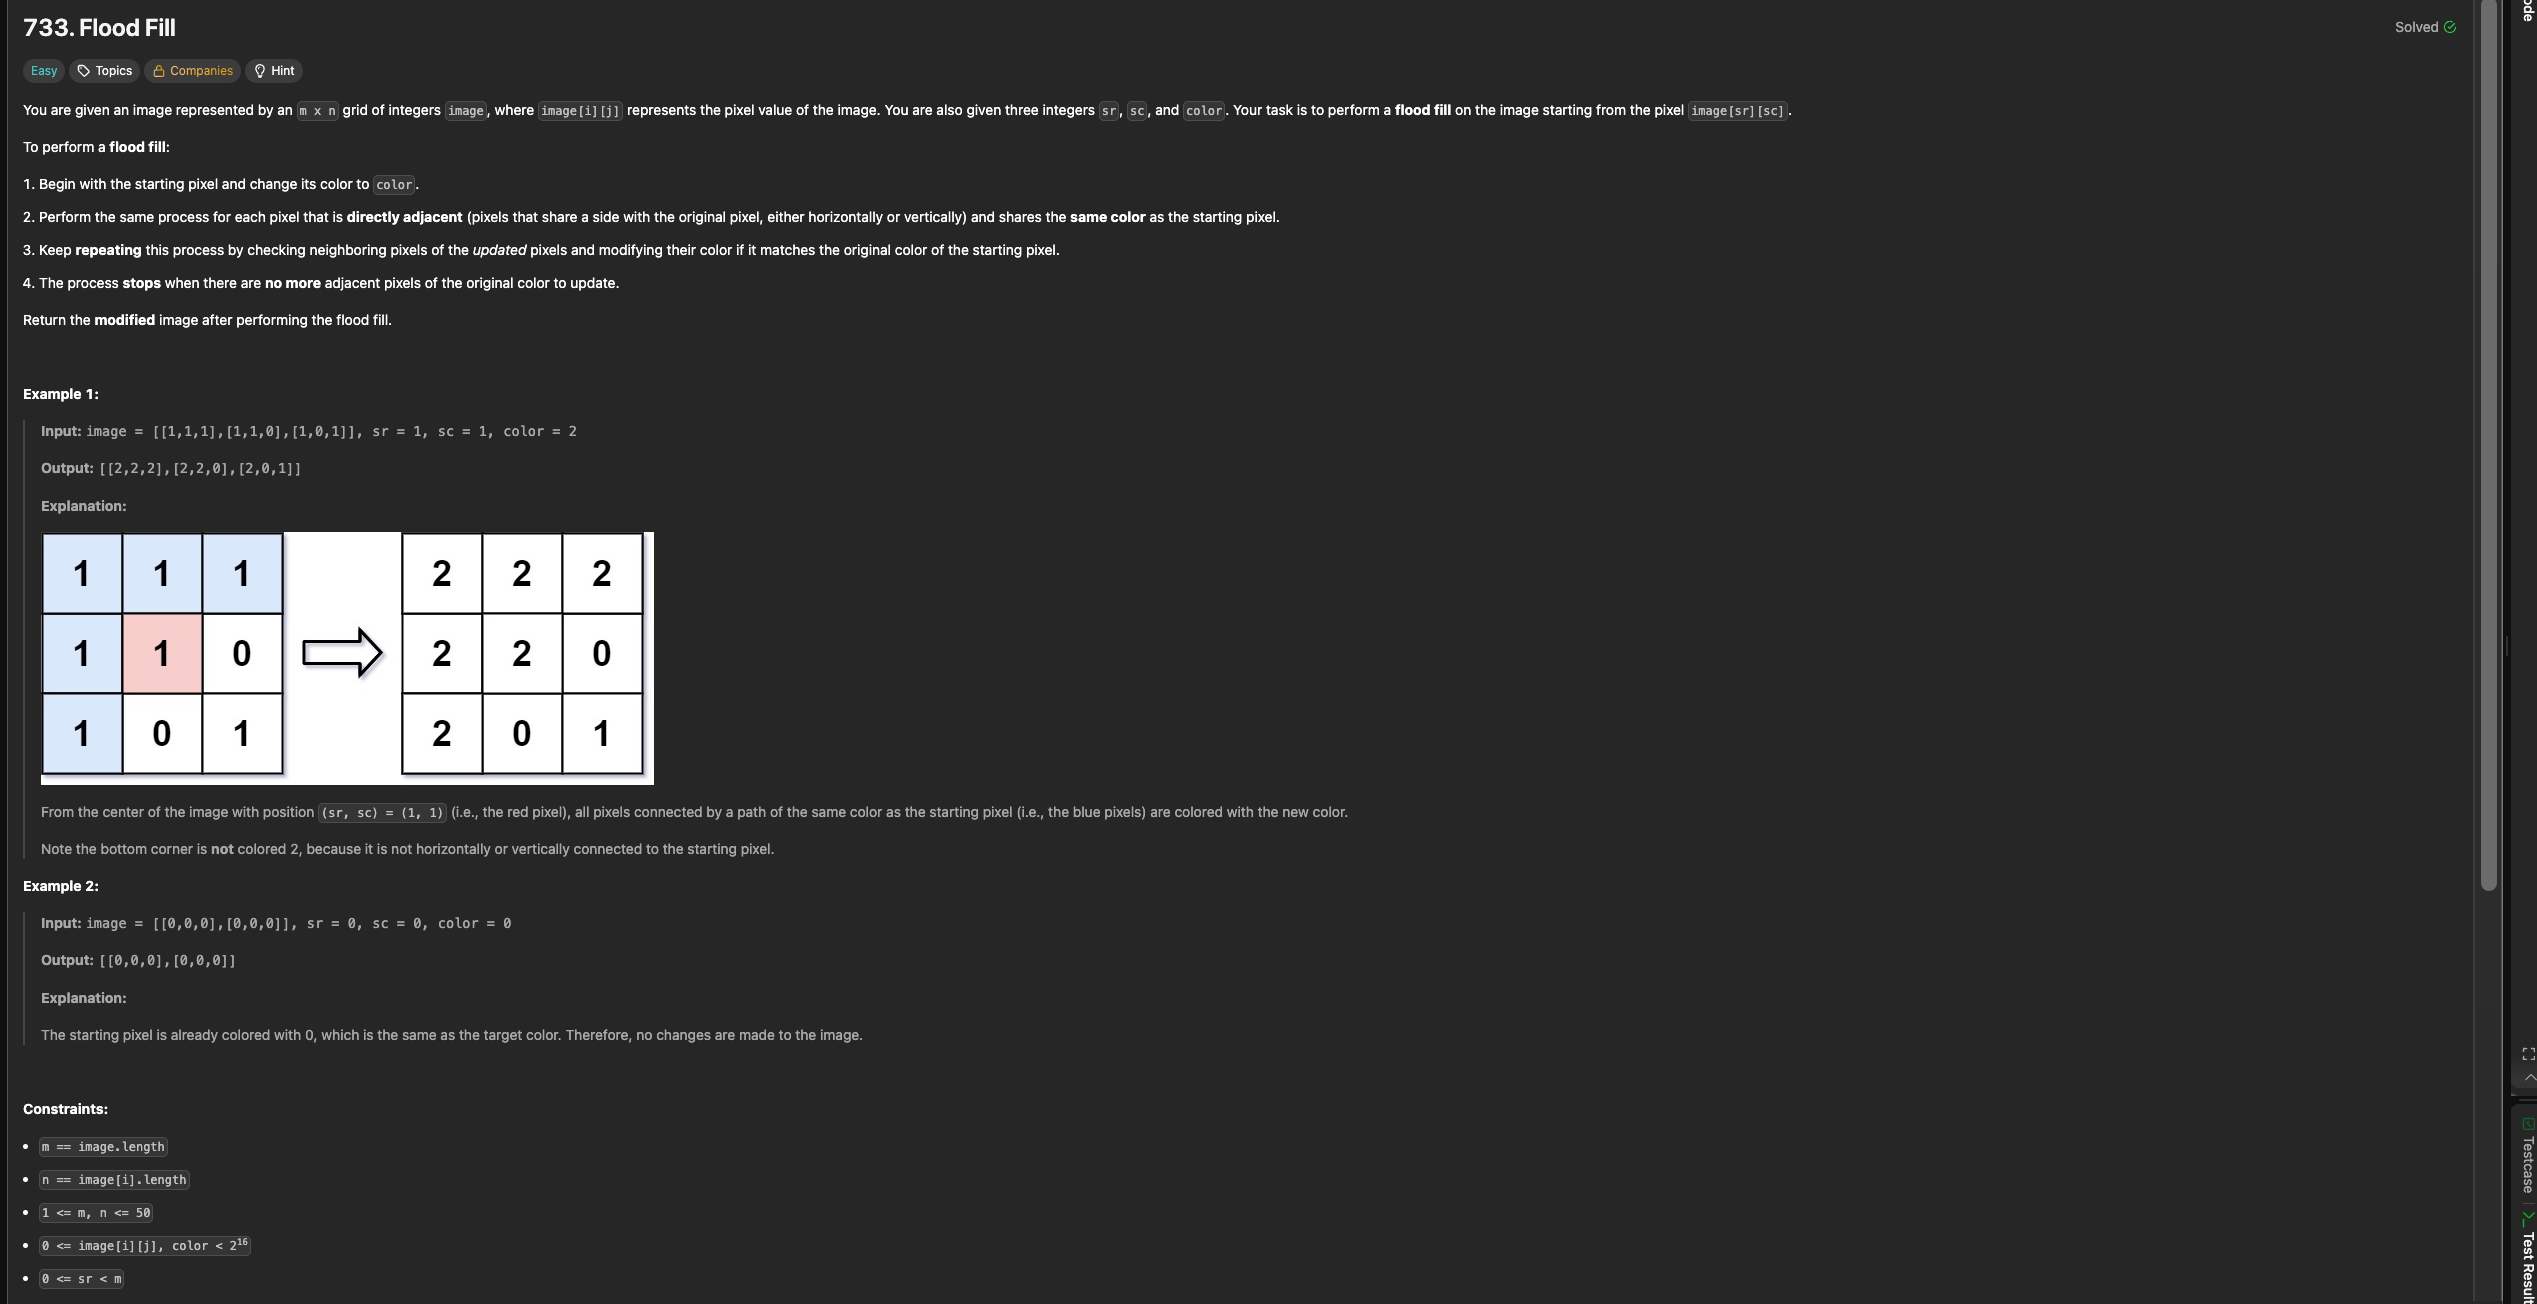 733. Flood Fill
Solved
Easy Topics Companies Hint
You are given an image represented by an m x n grid of integers image, where image[i][j] represents the pixel value of the image. You are also given three integers sr, sc, and color. Your task is to perform a flood fill on the image starting from the pixel image[sr][sc].
To perform a flood fill:
1. Begin with the starting pixel and change its color to color.
2. Perform the same process for each pixel that is directly adjacent (pixels that share a side with the original pixel, either horizontally or vertically) and shares the same color as the starting pixel.
3. Keep repeating this process by checking neighboring pixels of the updated pixels and modifying their color if it matches the original color of the starting pixel.
4. The process stops when there are no more adjacent pixels of the original color to update.
Return the modified image after performing the flood fill.
Example 1:
Input: image = [[1,1,1],[1,1,0],[1,0,1]], sr = 1, sc = 1, color = 2
Output: [[2,2,2],[2,2,0],[2,0,1]]
Explanation:
1 1 1 2 2 2
1 1 0 2 2 0
1 0 1 2 0 1
From the center of the image with position (sr, sc) = (1, 1) (i.e., the red pixel), all pixels connected by a path of the same color as the starting pixel (i.e., the blue pixels) are colored with the new color.
Note the bottom corner is not colored 2, because it is not horizontally or vertically connected to the starting pixel.
Example 2:
Input: image = [[0,0,0],[0,0,0]], sr = 0, sc = 0, color = 0
Output: [[0,0,0],[0,0,0]]
Explanation:
The starting pixel is already colored with 0, which is the same as the target color. Therefore, no changes are made to the image.
Constraints:
• m == image.length
• n == image[i].length
• 1 <= m, n <= 50
• 0 <= image[i][j], color < 2^16
• 0 <= sr < m
Testcase
Test Result